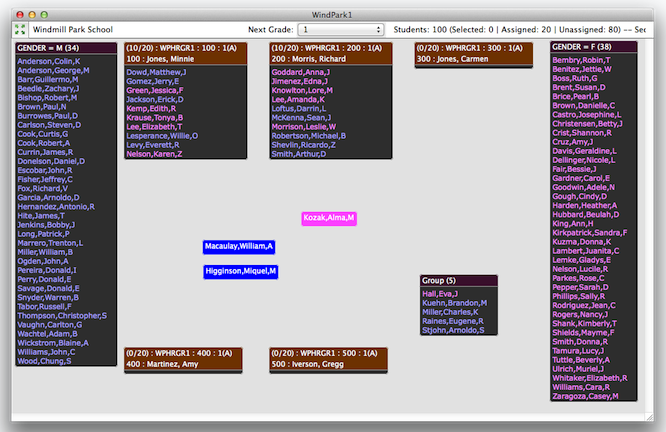 WindPark1
Windmill Park School
Next Grade: 1
Students: 100 (Selected: 0 | Assigned: 20 | Unassigned: 80) -- Sec
GENDER = M (34)
Anderson,Colin,K
Anderson,George,M
Barr,Guillermo,M
Beedle,Zachary,J
Bishop,Robert,M
Brown,Paul,N
Burrowes,Paul,D
Carlson,Steven,D
Cook,Curtis,G
Cook,Robert,A
Currin,James,R
Donelson,Daniel,D
Escobar,John,R
Fisher,Jeffrey,C
Fox,Richard,V
Garcia,Arnoldo,D
Hernandez,Antonio,R
Hite,James,T
Jenkins,Bobby,J
Long,Patrick,P
Marrero,Trenton,L
Miller,William,B
Ogden,John,A
Pereira,Donald,I
Perry,Donald,E
Savage,Donald,E
Snyder,Warren,B
Tabor,Russell,F
Thompson,Christopher,S
Vaughn,Carlton,G
Wachtel,Adam,B
Wickstrom,Blaine,A
Williams,John,C
Wood,Chung,S
(10/20) : WPHRGR1 : 100 : 1(A)
100 : Jones, Minnie
Dowd,Matthew,J
Gomez,Jerry,E
Green,Jessica,F
Jackson,Erick,D
Kemp,Edith,R
Krause,Tonya,B
Lee,Elizabeth,T
Lesperance,Willie,O
Levy,Everett,R
Nelson,Karen,Z
(10/20) : WPHRGR1 : 200 : 1(A)
200 : Morris, Richard
Goddard,Anna,J
Jimenez,Edna,J
Knowlton,Lore,M
Lee,Amanda,K
Loftus,Darrin,L
McKenna,Sean,J
Morrison,Leslie,W
Robertson,Michael,B
Shevlin,Ricardo,Z
Smith,Arthur,D
(0/20) : WPHRGR1 : 300 : 1(A)
300 : Jones, Carmen
Kozak,Alma,M
Macaulay,William,A
Higginson,Miquel,M
Group (5)
Hall,Eva,J
Kuehn,Brandon,M
Miller,Charles,K
Raines,Eugene,R
Stjohn,Arnoldo,S
(0/20) : WPHRGR1 : 400 : 1(A)
400 : Martinez, Amy
(0/20) : WPHRGR1 : 500 : 1(A)
500 : Iverson, Gregg
GENDER = F (38)
Bembry,Robin,T
Benitez,Jettie,W
Boss,Ruth,G
Brent,Susan,D
Brice,Pearl,B
Brown,Danielle,C
Castro,Josephine,L
Christensen,Betty,J
Crist,Shannon,R
Cruz,Amy,J
Davis,Geraldine,L
Dellinger,Nicole,L
Fair,Bessie,J
Gardner,Carol,E
Goodwin,Adele,N
Gough,Cindy,D
Harden,Heather,A
Hubbard,Beulah,D
King,Ann,H
Kirkpatrick,Sandra,F
Kuzma,Donna,K
Lambert,Juanita,C
Lemke,Gladys,E
Nelson,Lucile,R
Parkes,Rose,C
Pepper,Sarah,D
Phillips,Sally,R
Rodriguez,Jean,C
Rogers,Nancy,J
Shank,Kimberly,T
Shields,Mayme,F
Smith,Donna,R
Tamura,Lucy,J
Tuttle,Beverly,A
Ulrich,Muriel,J
Whitaker,Elizabeth,R
Williams,Cara,R
Zaragoza,Casey,M